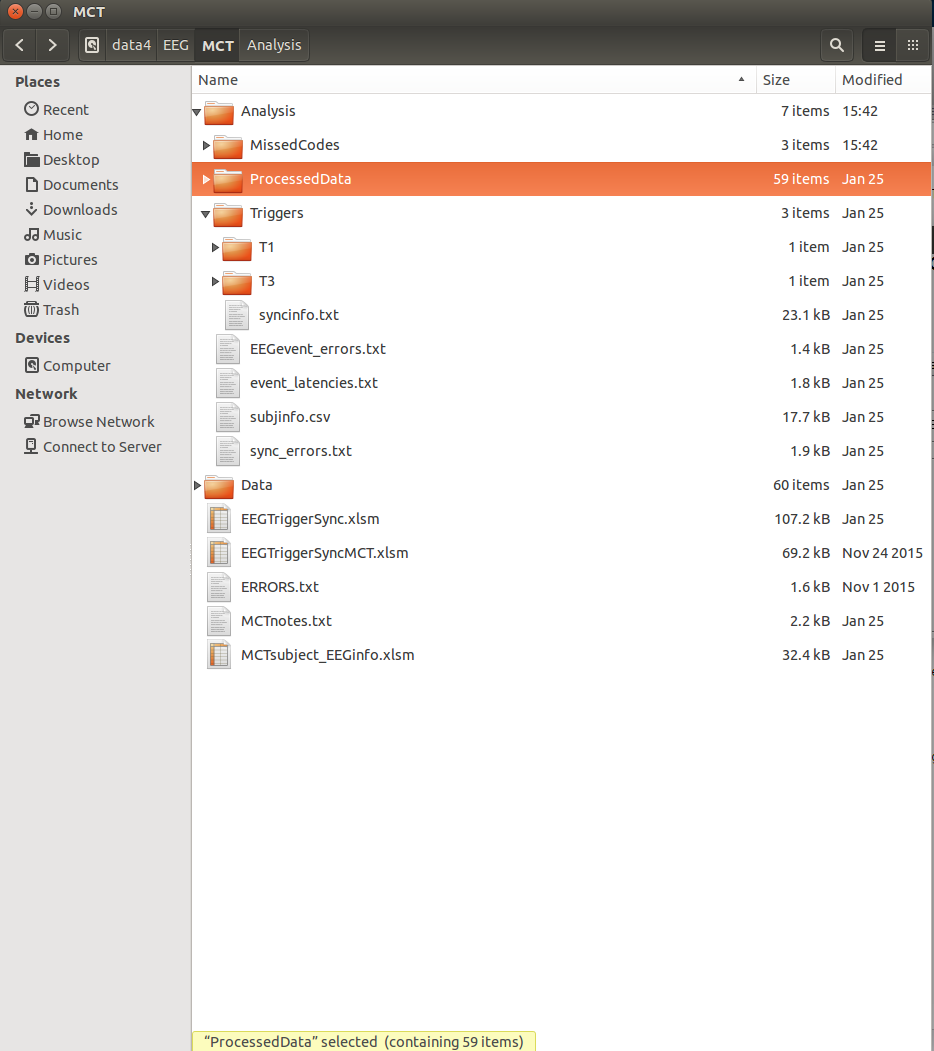 MCT
data4 EEG MCT Analysis
Places
Recent
Home
Desktop
Documents
Downloads
Music
Pictures
Videos
Trash
Devices
Computer
Network
Browse Network
Connect to Server
Name Size Modified
Analysis 7 items 15:42
MissedCodes 3 items 15:42
ProcessedData 59 items Jan 25
Triggers 3 items Jan 25
T1 1 item Jan 25
T3 1 item Jan 25
syncinfo.txt 23.1 kB Jan 25
EEGevent_errors.txt 1.4 kB Jan 25
event_latencies.txt 1.8 kB Jan 25
subjinfo.csv 17.7 kB Jan 25
sync_errors.txt 1.9 kB Jan 25
Data 60 items Jan 25
EEGTriggerSync.xlsm 107.2 kB Jan 25
EEGTriggerSyncMCT.xlsm 69.2 kB Nov 24 2015
ERRORS.txt 1.6 kB Nov 1 2015
MCTnotes.txt 2.2 kB Jan 25
MCTsubject_EEGinfo.xlsm 32.4 kB Jan 25
“ProcessedData” selected (containing 59 items)